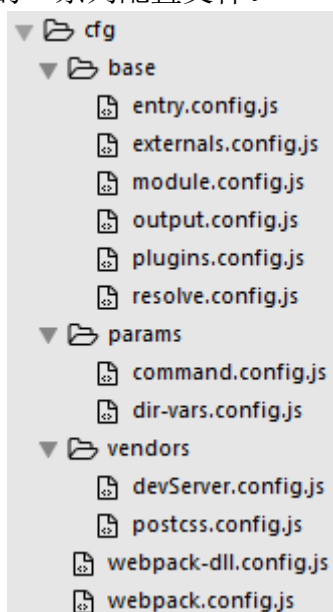 cfg
base
entry.config.js
externals.config.js
module.config.js
output.config.js
plugins.config.js
resolve.config.js
params
command.config.js
dir-vars.config.js
vendors
devServer.config.js
postcss.config.js
webpack-dll.config.js
webpack.config.js